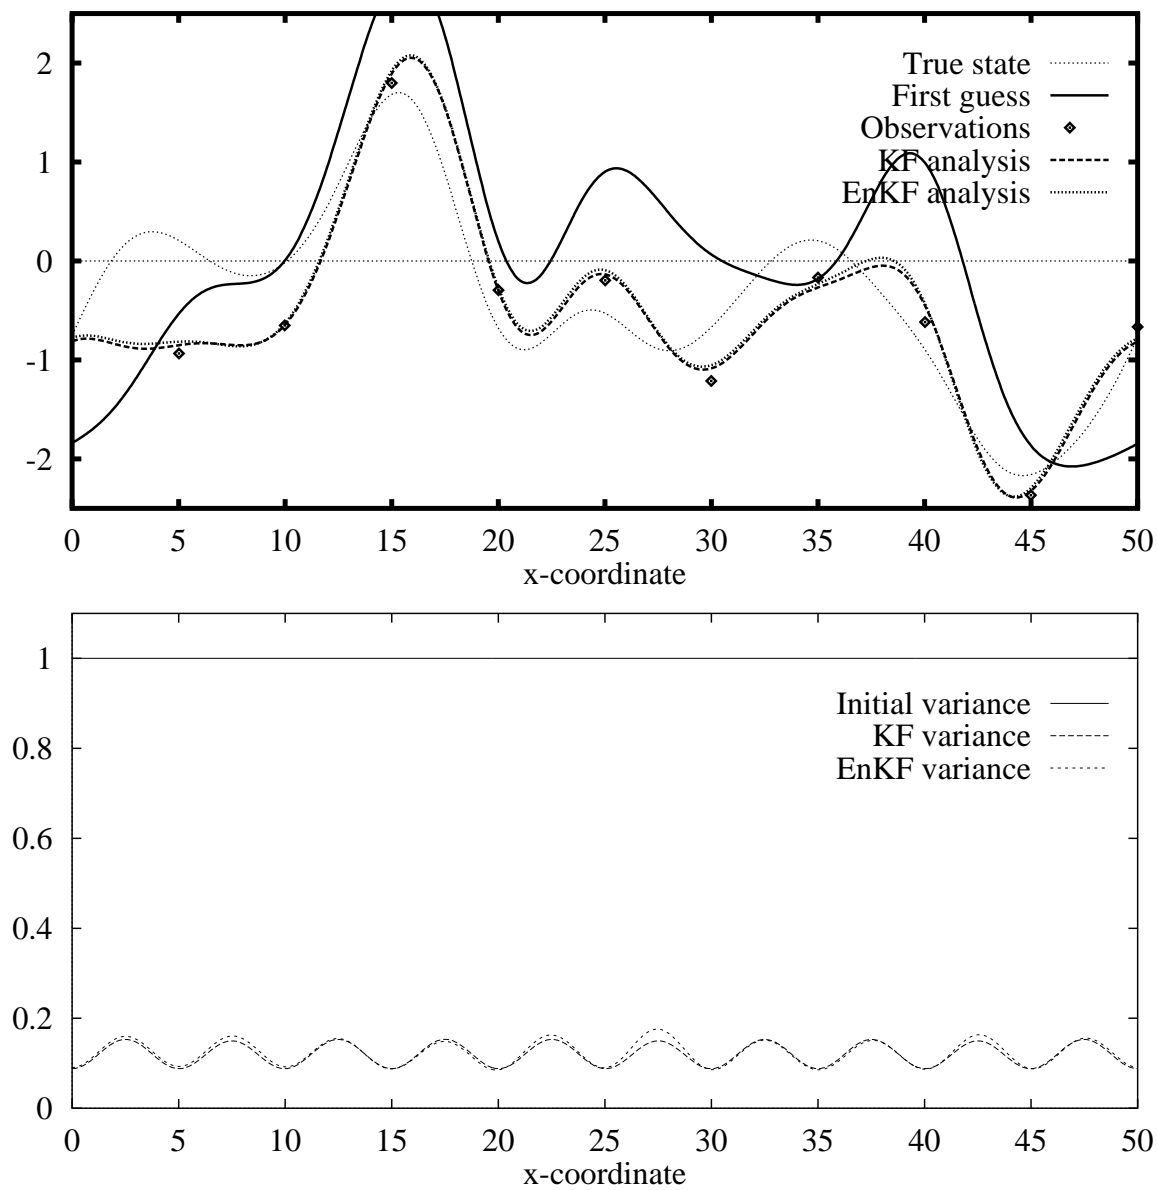 2
True state
First guess
Observations
1
KF analysis
EnKF analysis
0
-1
-2
0 5 10 15 20 25 30 35 40 45 50
x-coordinate
1
Initial variance
0.8
KF variance
EnKF variance
0.6
0.4
0.2
0
0 5 10 15 20 25 30 35 40 45 50
x-coordinate